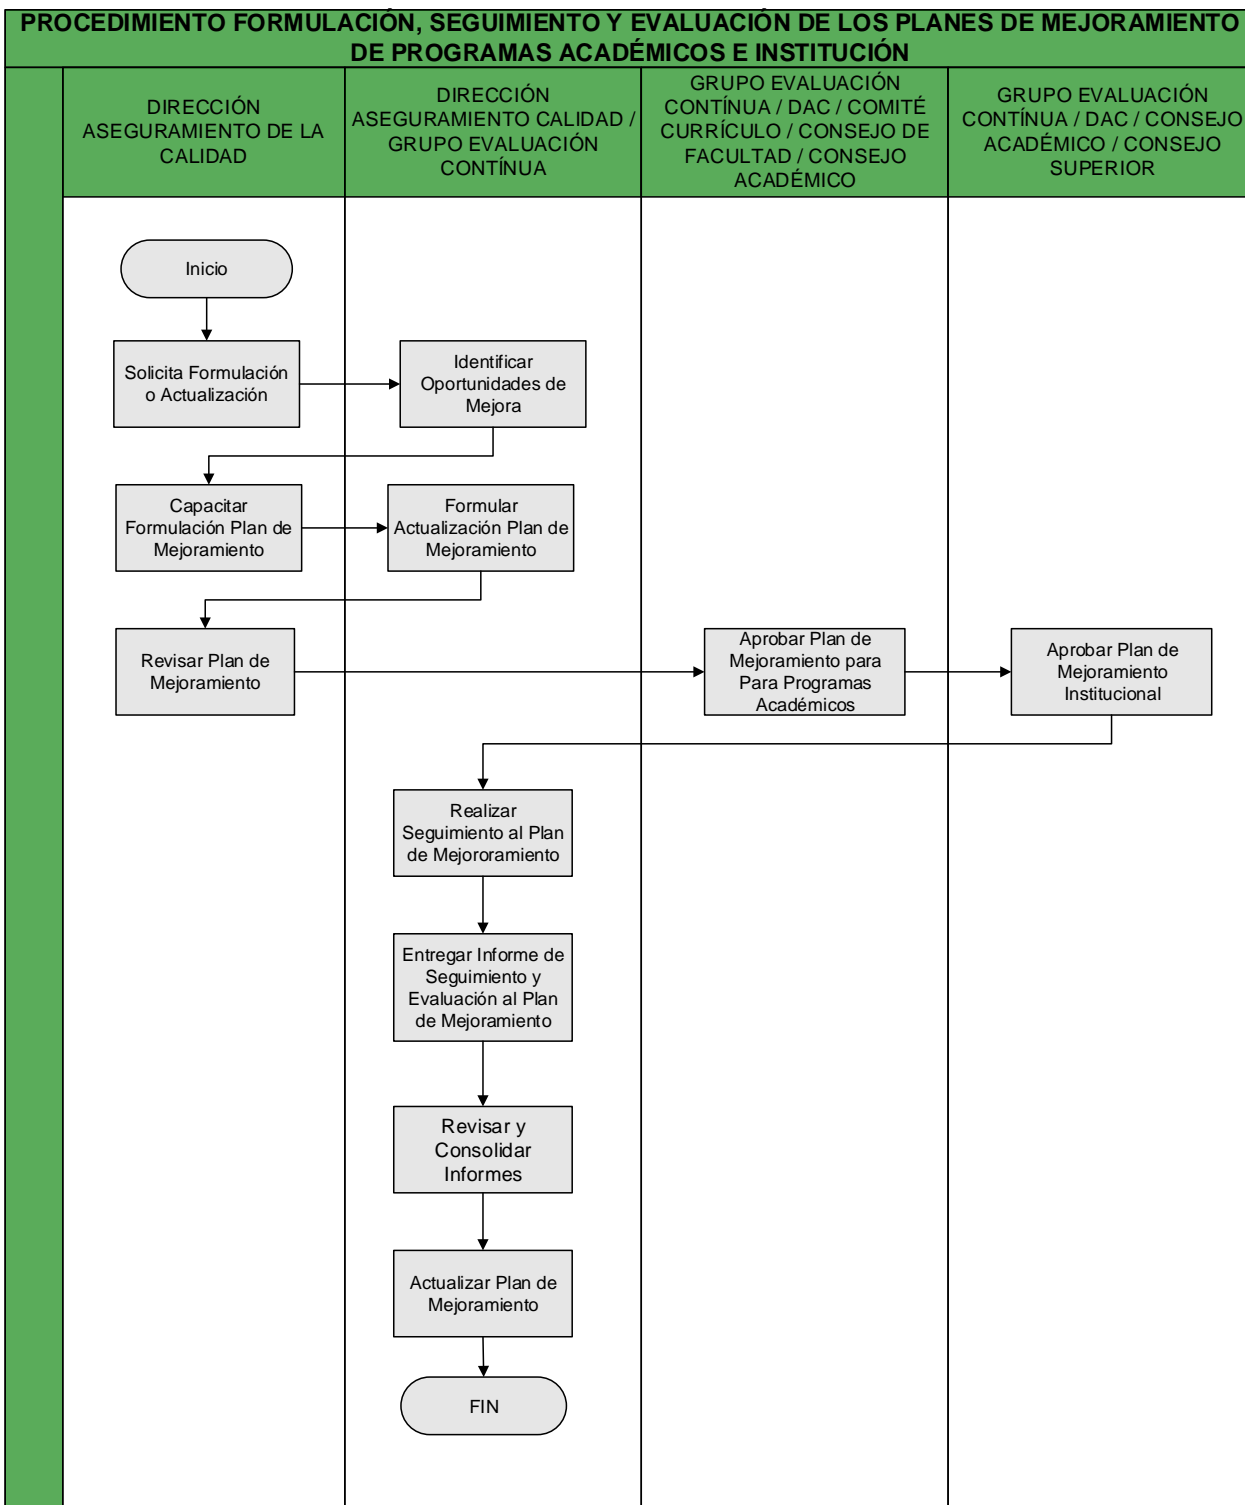 PROCEDIMIENTO FORMULACIÓN, SEGUIMIENTO Y EVALUACIÓN DE LOS PLANES DE MEJORAMIENTO
DE PROGRAMAS ACADÉMICOS E INSTITUCIÓN
DIRECCIÓN
ASEGURAMIENTO DE LA
CALIDAD
DIRECCIÓN
ASEGURAMIENTO CALIDAD /
GRUPO EVALUACIÓN
CONTÍNUA
GRUPO EVALUACIÓN
CONTÍNUA / DAC / COMITÉ
CURRÍCULO / CONSEJO DE
FACULTAD / CONSEJO
ACADÉMICO
GRUPO EVALUACIÓN
CONTÍNUA / DAC / CONSEJO
ACADÉMICO / CONSEJO
SUPERIOR
Inicio
Solicita Formulación
o Actualización
Identificar
Oportunidades de
Mejora
Capacitar
Formulación Plan de
Mejoramiento
Formular
Actualización Plan de
Mejoramiento
Revisar Plan de
Mejoramiento
Aprobar Plan de
Mejoramiento para
Para Programas
Académicos
Aprobar Plan de
Mejoramiento
Institucional
Realizar
Seguimiento al Plan
de Mejororamiento
Entregar Informe de
Seguimiento y
Evaluación al Plan
de Mejoramiento
Revisar y
Consolidar
Informes
Actualizar Plan de
Mejoramiento
FIN